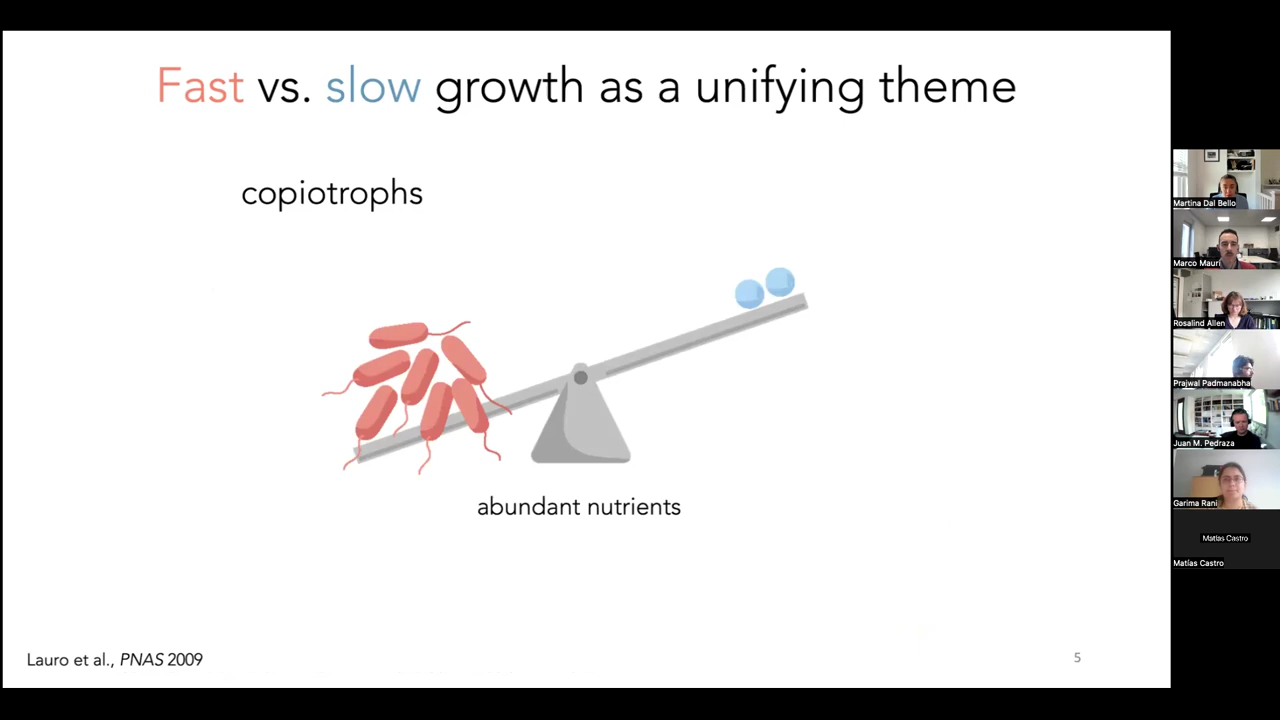 Fast vs. slow growth as a unifying theme
copiotrophs
abundant nutrients
Lauro et al., PNAS 2009
5
Martina Dal Bello
Marco Mauri
Rosalind Allen
Prajwal Padmanabha
Juan M. Pedraza
Garima Rani
Matías Castro
Matías Castro